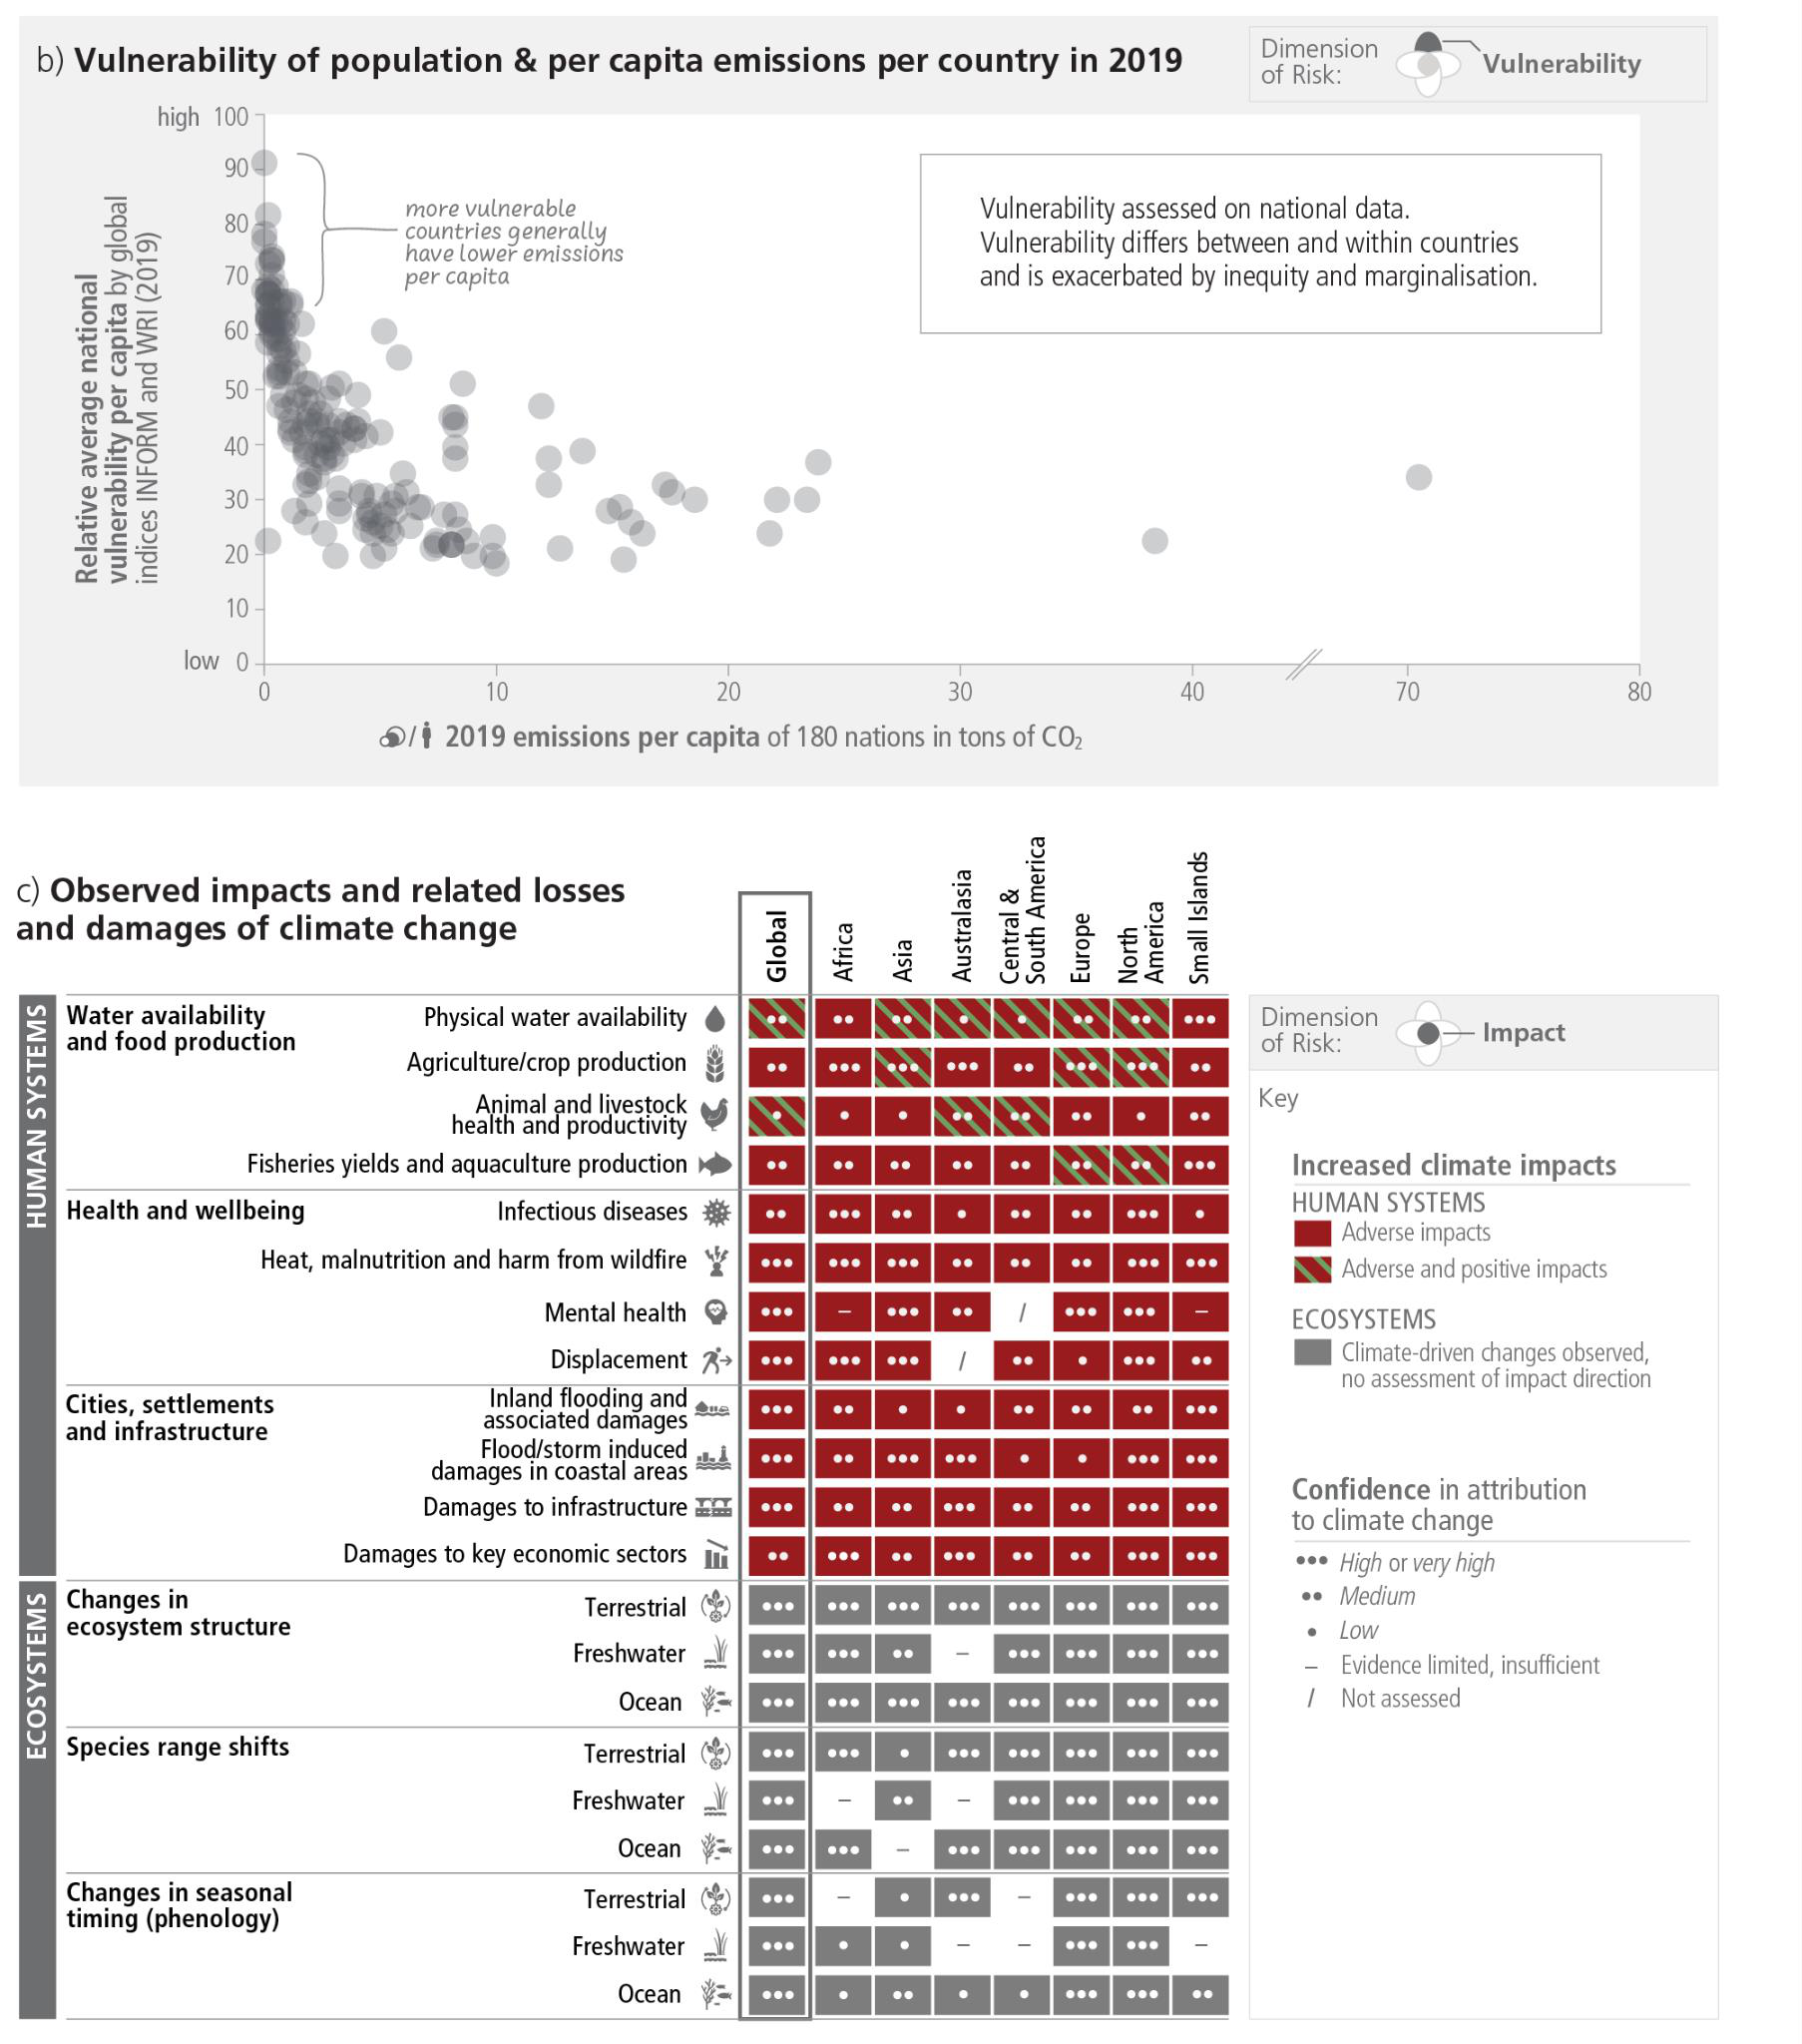 b) Vulnerability of population & per capita emissions per country in 2019
Dimension
of Risk:
Vulnerability
high 100
90
80
70
60
50
40
30
20
10
low 0
Relative average national
vulnerability per capita by global
indices INFORM and WRI (2019)
more vulnerable
countries generally
have lower emissions
per capita
Vulnerability assessed on national data.
Vulnerability differs between and within countries
and is exacerbated by inequity and marginalisation.
0 10 20 30 40 70 80
/ 2019 emissions per capita of 180 nations in tons of CO₂
c) Observed impacts and related losses
and damages of climate change
Global
Africa
Asia
Australasia
Central &
South America
Europe
North
America
Small Islands
HUMAN SYSTEMS
Water availability
and food production
Physical water availability
Agriculture/crop production
Animal and livestock
health and productivity
Fisheries yields and aquaculture production
Health and wellbeing
Infectious diseases
Heat, malnutrition and harm from wildfire
Mental health – / –
Displacement /
Cities, settlements
and infrastructure
Inland flooding and
associated damages
Flood/storm induced
damages in coastal areas
Damages to infrastructure
Damages to key economic sectors
ECOSYSTEMS
Changes in
ecosystem structure
Terrestrial
Freshwater –
Ocean
Species range shifts
Terrestrial
Freshwater – –
Ocean –
Changes in seasonal
timing (phenology)
Terrestrial – –
Freshwater – – –
Ocean
Dimension
of Risk:
Impact
Key
Increased climate impacts
HUMAN SYSTEMS
Adverse impacts
Adverse and positive impacts
ECOSYSTEMS
Climate-driven changes observed,
no assessment of impact direction
Confidence in attribution
to climate change
••• High or very high
•• Medium
• Low
– Evidence limited, insufficient
/ Not assessed